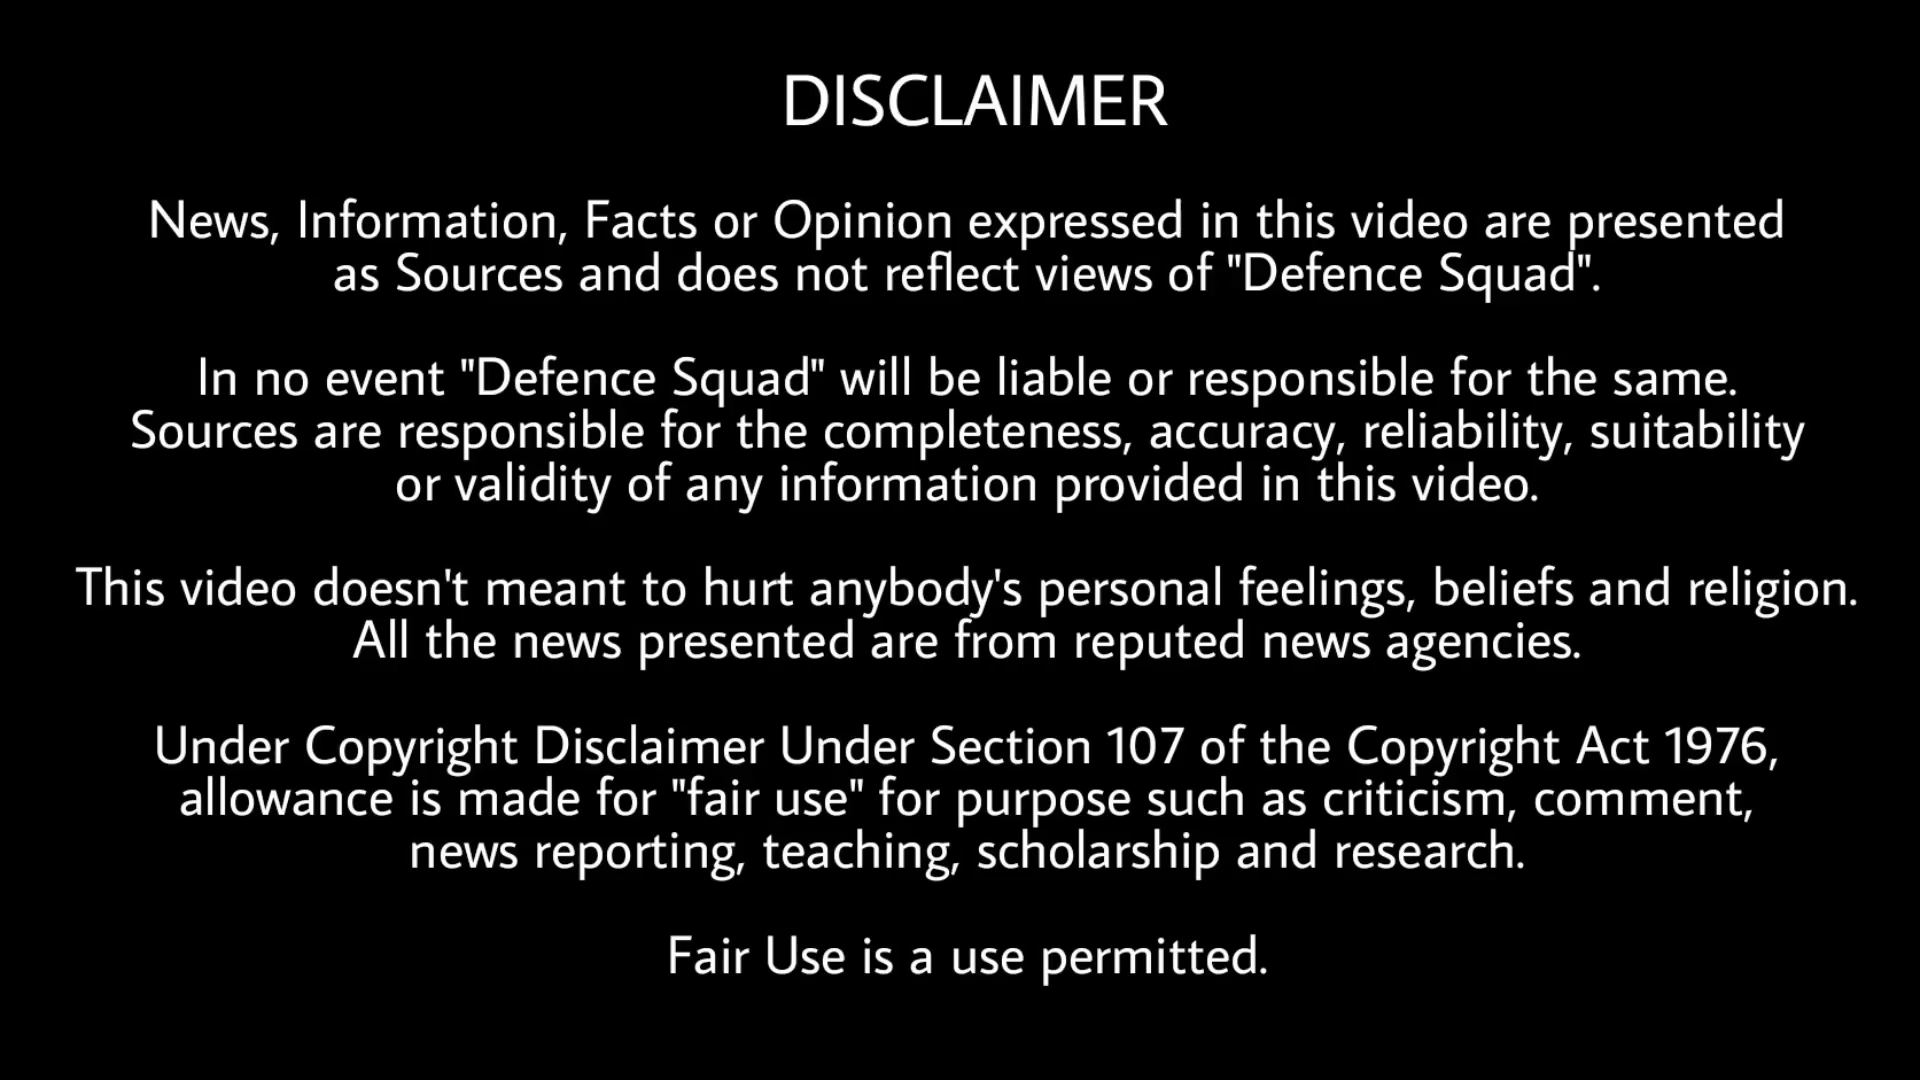 DISCLAIMER
News, Information, Facts or Opinion expressed in this video are presented
as Sources and does not reflect views of "Defence Squad".
In no event "Defence Squad" will be liable or responsible for the same.
Sources are responsible for the completeness, accuracy, reliability, suitability
or validity of any information provided in this video.
This video doesn't meant to hurt anybody's personal feelings, beliefs and religion.
All the news presented are from reputed news agencies.
Under Copyright Disclaimer Under Section 107 of the Copyright Act 1976,
allowance is made for "fair use" for purpose such as criticism, comment,
news reporting, teaching, scholarship and research.
Fair Use is a use permitted.